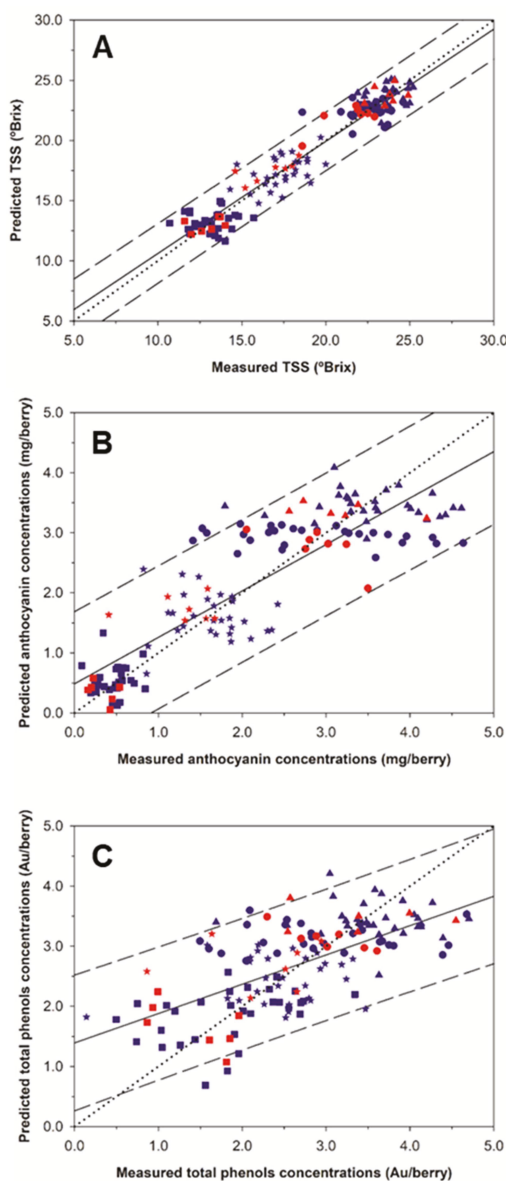 A
30.0
25.0
20.0
15.0
10.0
5.0
Predicted TSS (ºBrix)
5.0 10.0 15.0 20.0 25.0 30.0
Measured TSS (ºBrix)
B
5.0
4.0
3.0
2.0
1.0
0.0
Predicted anthocyanin concentrations (mg/berry)
0.0 1.0 2.0 3.0 4.0 5.0
Measured anthocyanin concentrations (mg/berry)
C
5.0
4.0
3.0
2.0
1.0
0.0
Predicted total phenols concentrations (Au/berry)
0.0 1.0 2.0 3.0 4.0 5.0
Measured total phenols concentrations (Au/berry)